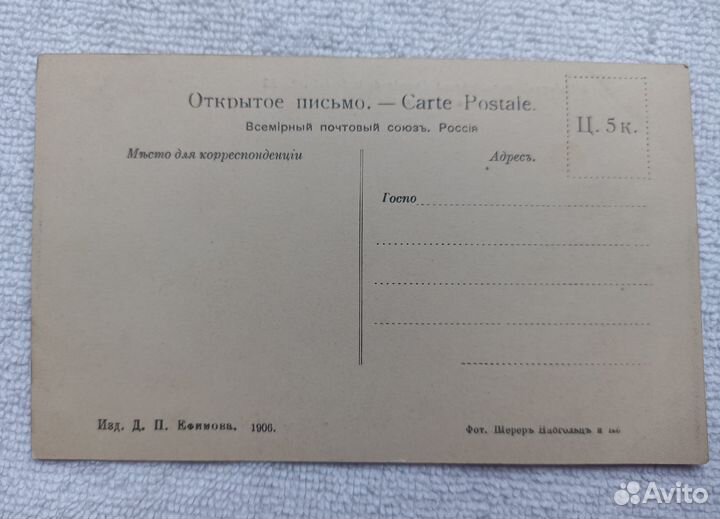 Открытое письмо. — Carte Postale.
Всемірный почтовый союзъ. Россія
Ц. 5 к.
Мѣсто для корреспонденціи
Адресъ.
Госпо
Изд. Д. П. Ефимова. 1906.
Фот. Шереръ Набгольцъ и
Avito